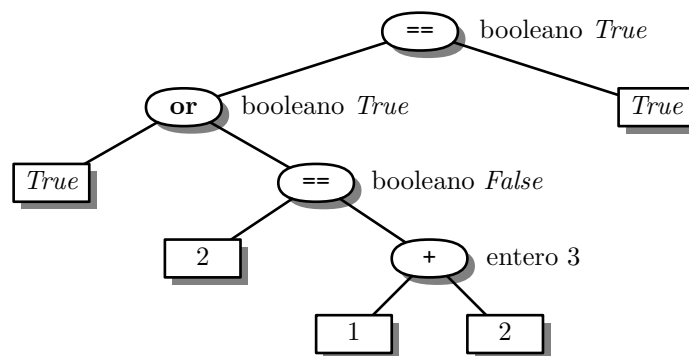 == booleano True
or booleano True True
True == booleano False
2 + entero 3
1 2